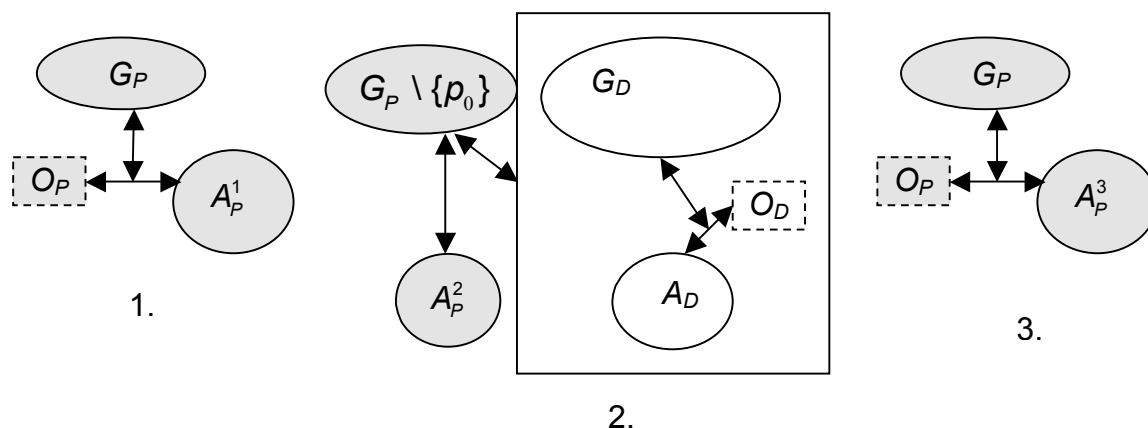 G_P
O_P
A_P^1
1.
G_P \ {p_0}
G_D
O_D
A_P^2
A_D
2.
G_P
O_P
A_P^3
3.